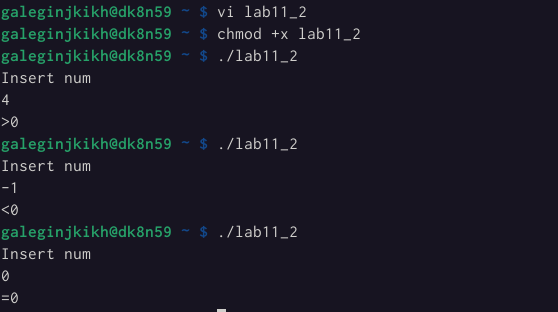 galeginjkikh@dk8n59 ~ $ vi lab11_2
galeginjkikh@dk8n59 ~ $ chmod +x lab11_2
galeginjkikh@dk8n59 ~ $ ./lab11_2
Insert num
4
>0
galeginjkikh@dk8n59 ~ $ ./lab11_2
Insert num
-1
<0
galeginjkikh@dk8n59 ~ $ ./lab11_2
Insert num
0
=0